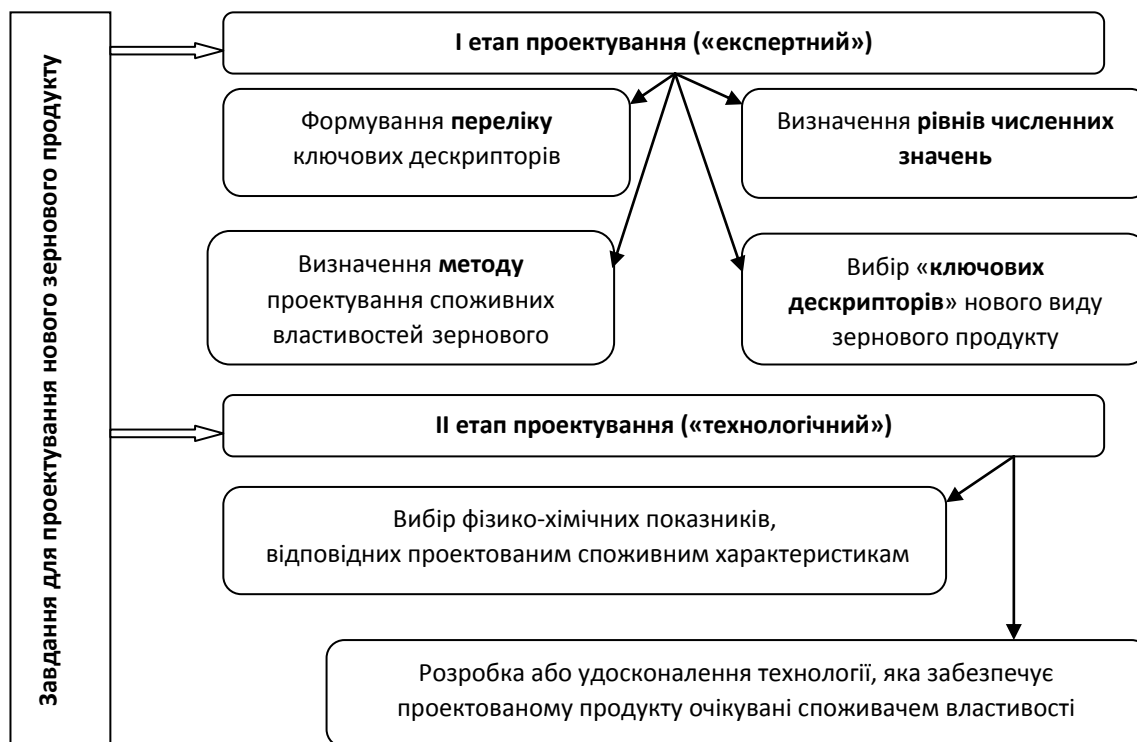 Завдання для проектування нового зернового продукту
І етап проектування («експертний»)
Формування переліку
ключових дескрипторів
Визначення рівнів численних
значень
Визначення методу
проектування споживних
властивостей зернового
Вибір «ключових
дескрипторів» нового виду
зернового продукту
ІІ етап проектування («технологічний»)
Вибір фізико-хімічних показників,
відповідних проектованим споживним характеристикам
Розробка або удосконалення технології, яка забезпечує
проектованому продукту очікувані споживачем властивості